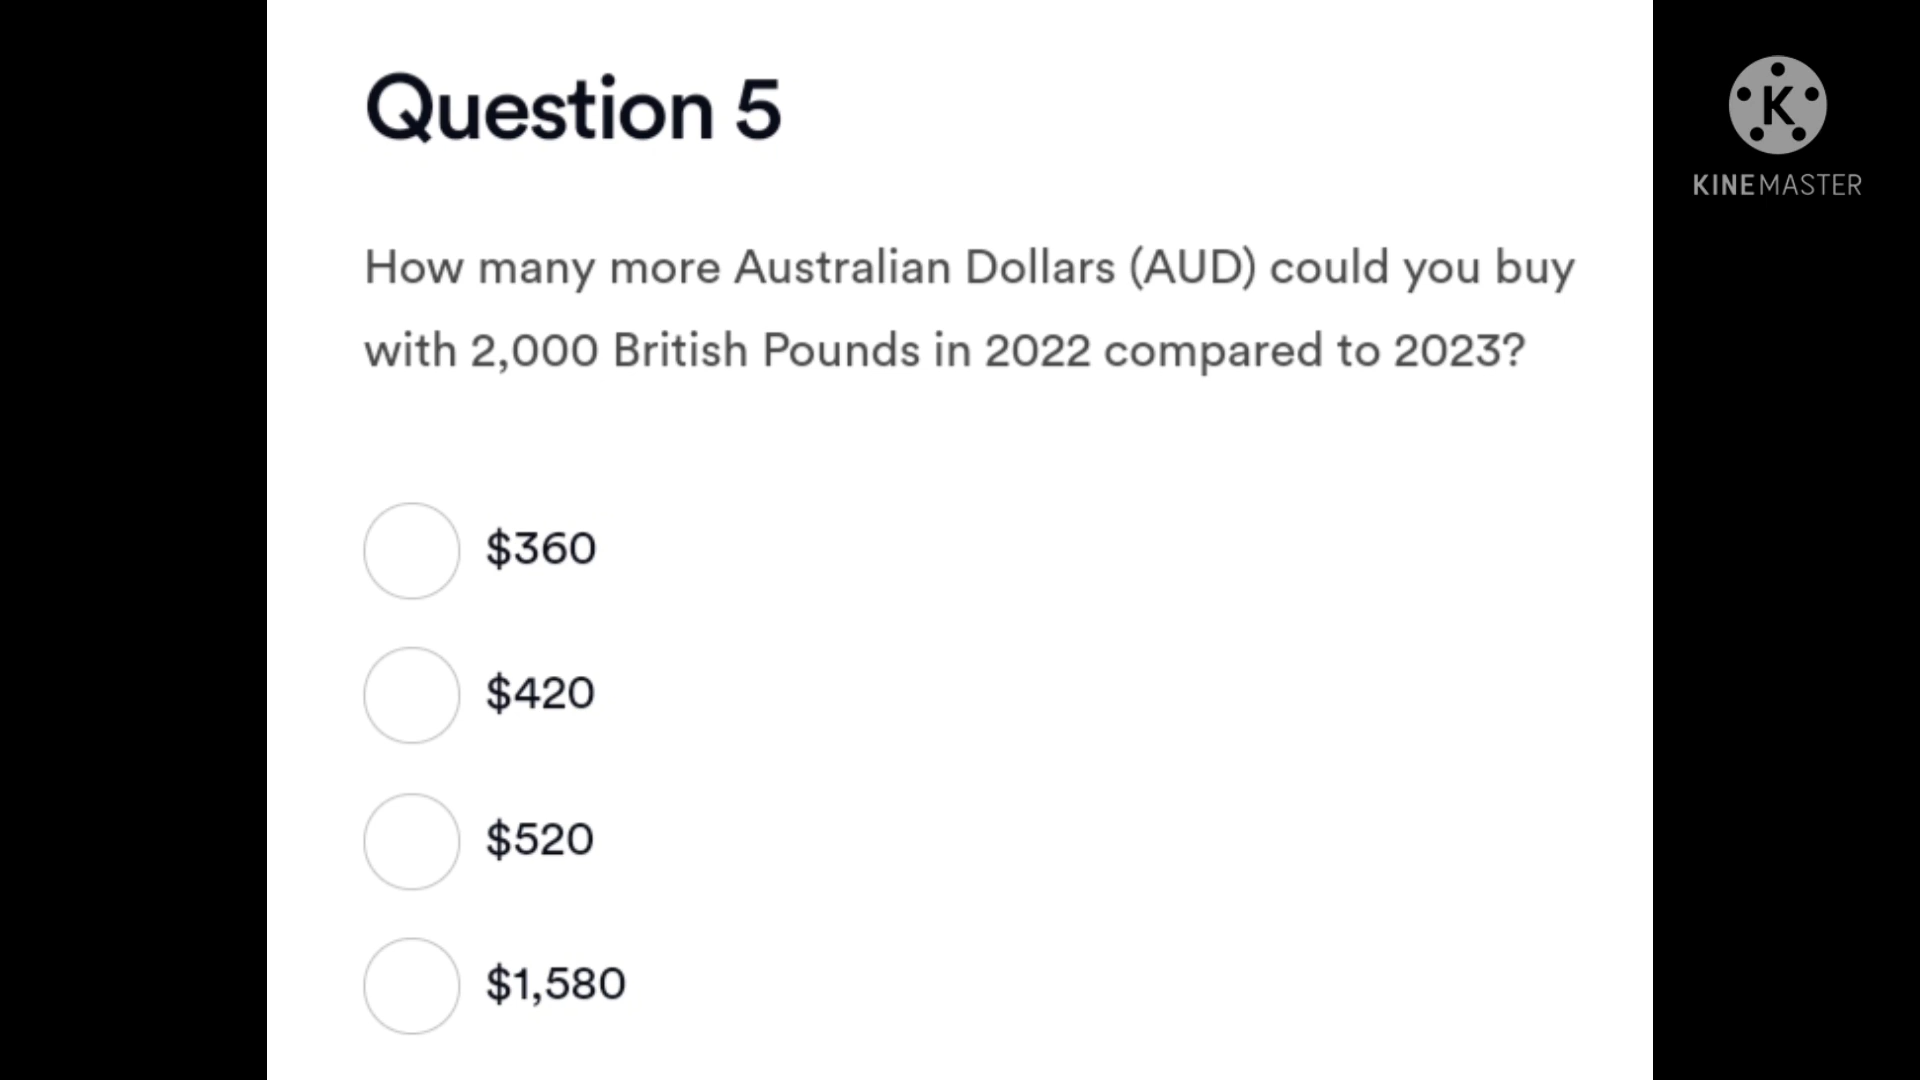 Question 5
K
KINEMASTER
How many more Australian Dollars (AUD) could you buy
with 2,000 British Pounds in 2022 compared to 2023?
$360
$420
$520
$1,580